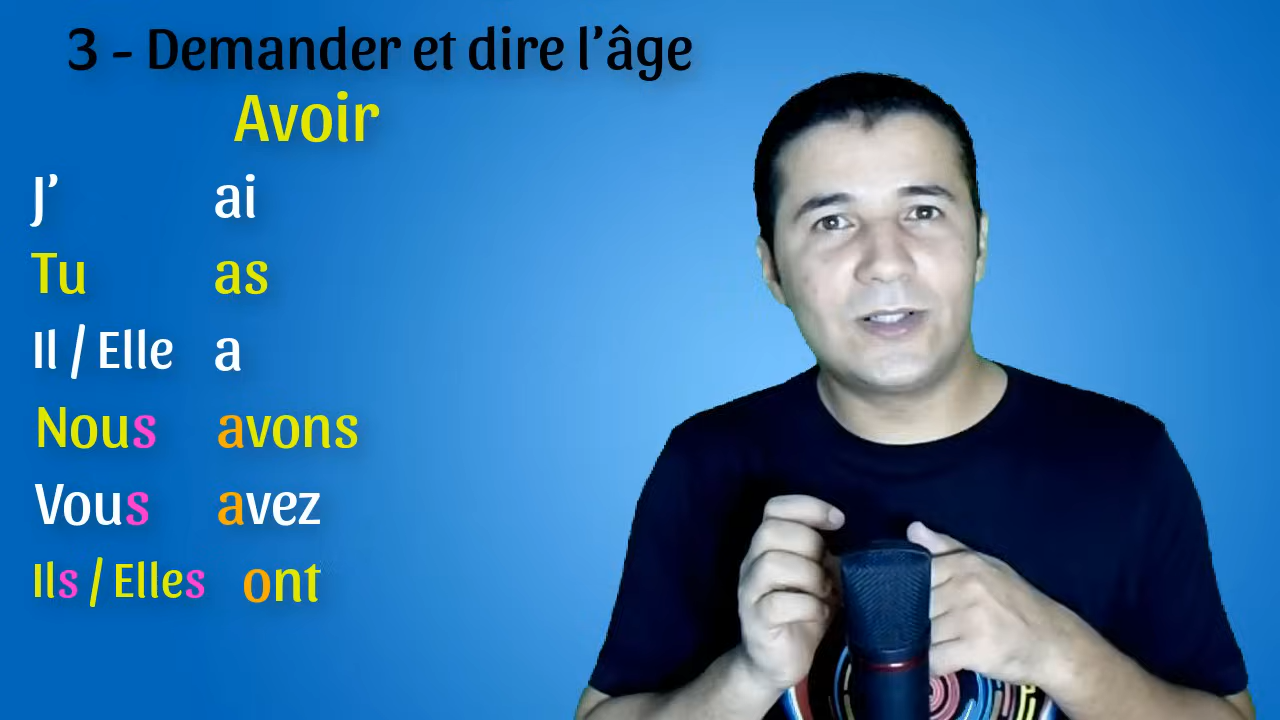 3 - Demander et dire l’âge
Avoir
J’ ai
Tu as
Il / Elle a
Nous avons
Vous avez
Ils / Elles ont